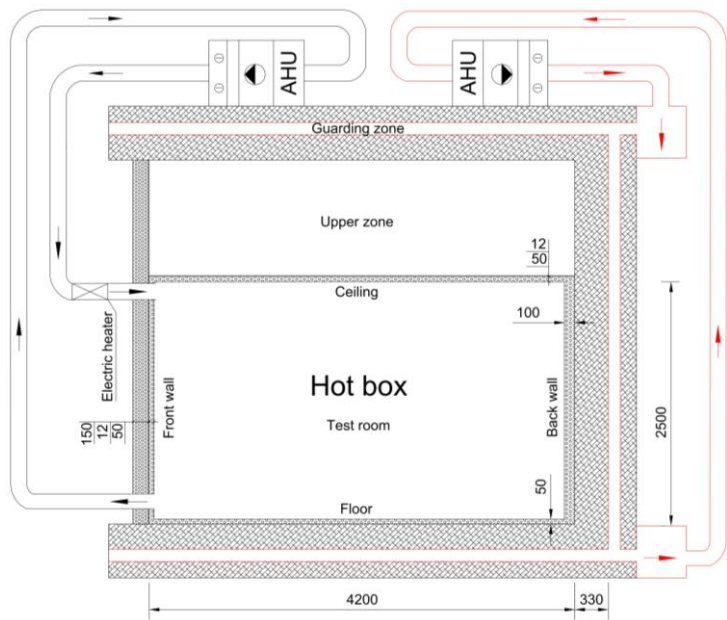 AHU
AHU
Guarding zone
Upper zone
12
50
Ceiling
100
Electric heater
Front wall
Hot box
Test room
Back wall
2500
150
12
50
50
Floor
4200
330